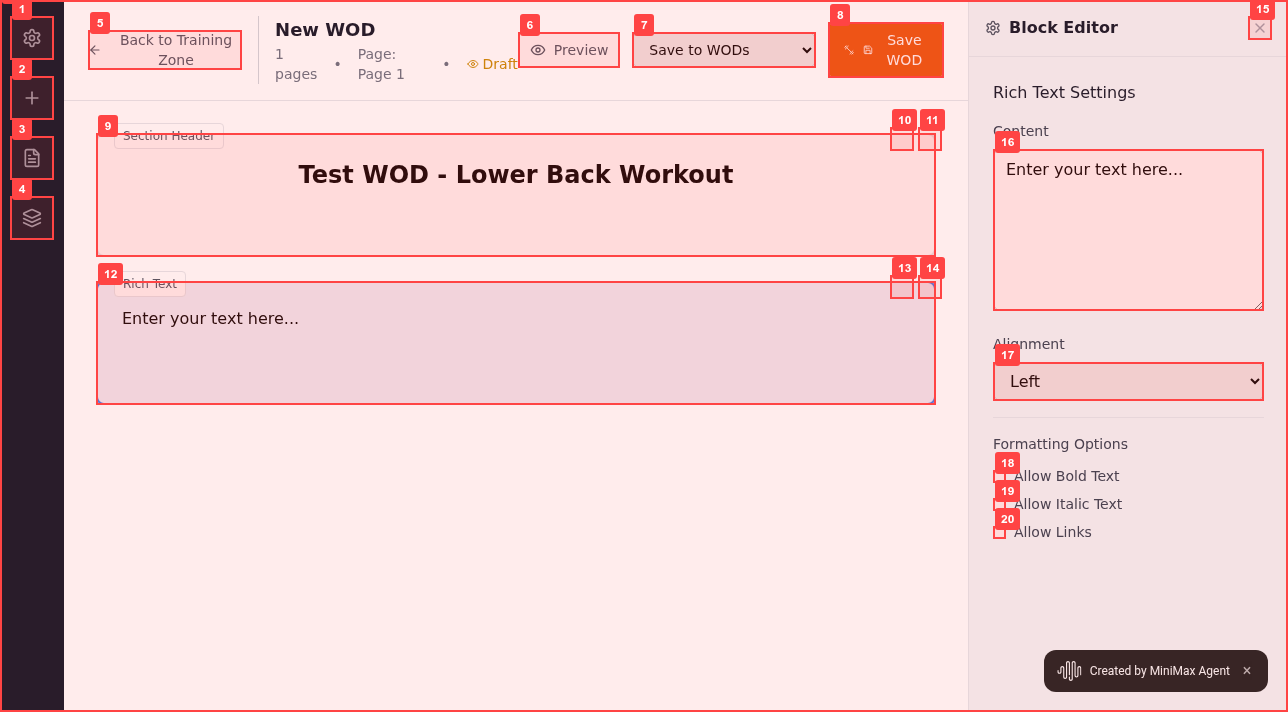 1
2
3
4
5
Back to Training
Zone
New WOD
1
pages
•
Page:
Page 1
•
Draft
6
Preview
7
Save to WODs
8
Save
WOD
9
Section Header
10
11
Test WOD - Lower Back Workout
12
Rich Text
13
14
Enter your text here...
15
Block Editor
Rich Text Settings
Content
16
Enter your text here...
Alignment
17
Left
Formatting Options
18
Allow Bold Text
19
Allow Italic Text
20
Allow Links
Created by MiniMax Agent